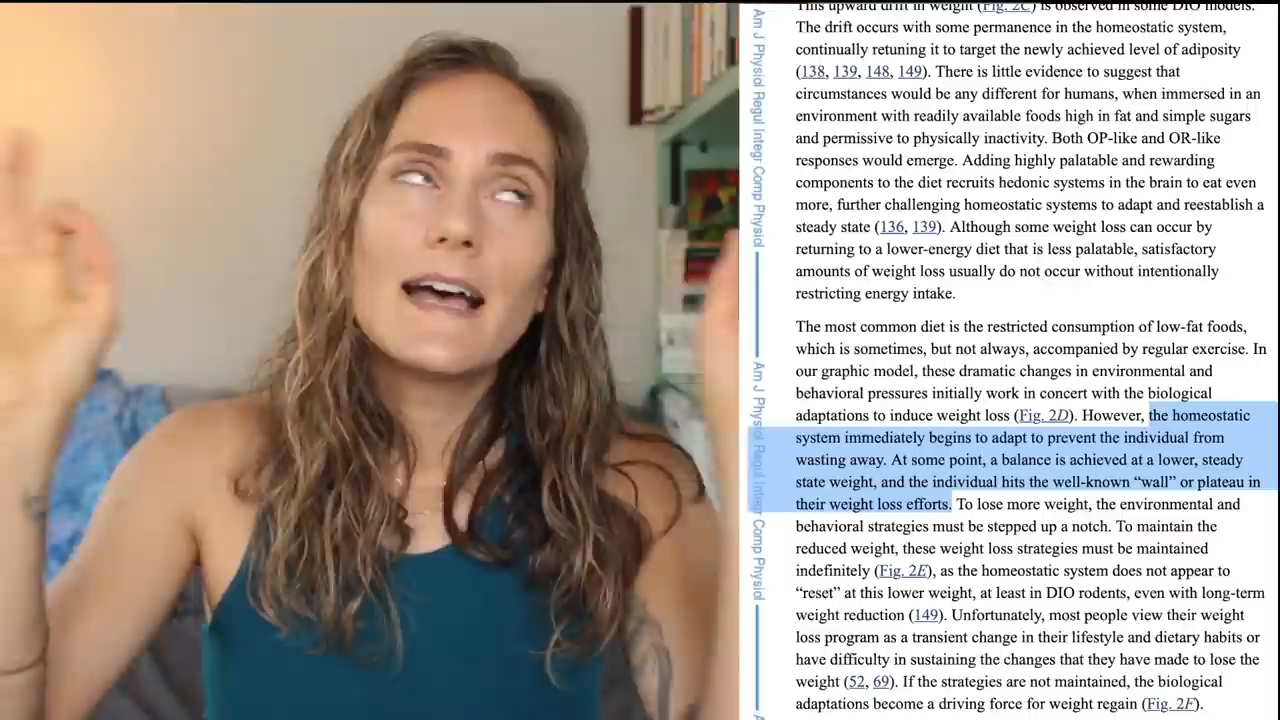 This upward drift in weight (Fig. 2C) is observed in some DIO models.
The drift occurs with some permanence in the homeostatic system,
continually retuning it to target the newly achieved level of adiposity
(138, 139, 148, 149). There is little evidence to suggest that
circumstances would be any different for humans, when immersed in an
environment with readily available foods high in fat and simple sugars
and permissive to physically inactivity. Both OP-like and OR-like
responses would emerge. Adding highly palatable and rewarding
components to the diet recruits hedonic systems in the brain to eat even
more, further challenging homeostatic systems to adapt and re-establish a
steady state (136, 139). Although some weight loss can occur by
returning to a lower energy diet that is less palatable, satisfactory
amounts of weight loss usually do not occur without intentionally
restricting energy intake.
The most common diet is the restricted consumption of low-fat foods,
which is sometimes, but not always, accompanied by regular exercise. In
our graphic model, these dramatic changes in environmental and
behavioral pressures initially work in concert with the biological
adaptations to induce weight loss (Fig. 2D). However, the homeostatic
system immediately begins to adapt to prevent the individual from
wasting away. At some point, a balance is achieved at a lower steady
state weight, and the individual hits the well-known “wall” or plateau in
their weight loss efforts. To lose more weight, the environmental and
behavioral strategies must be stepped up a notch. To maintain the
reduced weight, these weight loss strategies must be maintained
indefinitely (Fig. 2E), as the homeostatic system does not appear to
“reset” at this lower weight, at least in DIO rodents, even with long-term
weight reduction (149). Unfortunately, most people view their weight
loss program as a transient change in their lifestyle and dietary habits or
have difficulty in sustaining the changes that they have made to lose the
weight (52, 69). If the strategies are not maintained, the biological
adaptations become a driving force for weight regain (Fig. 2F).
Am J Physiol Regul Integr Comp Physiol
Am J Physiol Regul Integr Comp Physiol